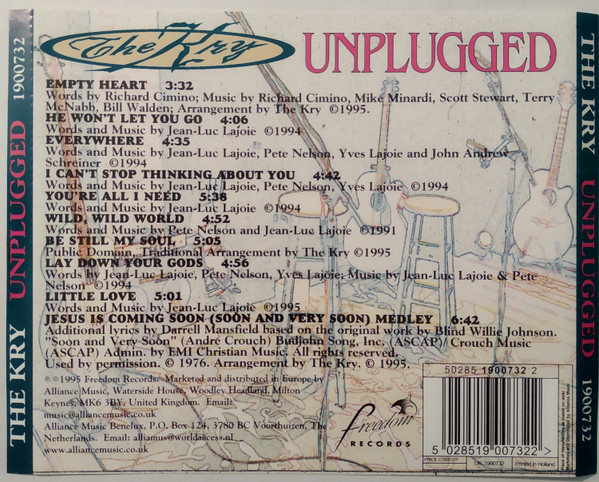 The Kry
UNPLUGGED
EMPTY HEART 3:32
Words by Richard Cimino; Music by Richard Cimino, Mike Minardi, Scott Stewart, Terry
McNabb, Bill Walden; Arrangement by The Kry ©1995.
HE WON'T LET YOU GO 4:06
Words and Music by Jean-Luc Lajoie ©1994
EVERYWHERE 4:35
Words and Music by Jean-Luc Lajoie, Pete Nelson, Yves Lajoie and John Andrew
Schreiner ©1994
I CAN'T STOP THINKING ABOUT YOU 4:42
Words and Music by Jean-Luc Lajoie, Pete Nelson, Yves Lajoie ©1994
YOU'RE ALL I NEED 5:38
Words and Music by Jean-Luc Lajoie ©1994
WILD, WILD WORLD 4:52
Words and Music by Pete Nelson and Jean-Luc Lajoie ©1991
BE STILL MY SOUL 5:05
Public Domain, Traditional Arrangement by The Kry ©1995
LAY DOWN YOUR GODS 4:56
Words by Jean-Luc Lajoie, Pete Nelson, Yves Lajoie; Music by Jean-Luc Lajoie & Pete
Nelson ©1994
LITTLE LOVE 5:01
Words and Music by Jean-Luc Lajoie ©1995
JESUS IS COMING SOON (SOON AND VERY SOON) MEDLEY 6:42
Additional lyrics by Darrell Mansfield based on the original work by Blind Willie Johnson.
"Soon and Very Soon" (André Crouch) Budjohn Song, Inc. (ASCAP)/ Crouch Music
(ASCAP) Admin. by EMI Christian Music. All rights reserved.
Used by permission. © 1976. Arrangement by The Kry. © 1995.
℗©1995 Freedom Records. Marketed and distributed in Europe by
Alliance Music, Waterside House, Woodley Headland, Milton
Keynes, MK6 3BY, United Kingdom. Email:
music@alliancemusic.co.uk
Alliance Music Benelux, P.O. Box 124, 3780 BC Voorthuizen, The
Netherlands. Email: alliamus@worldaccess.nl
www.alliancemusic.co.uk
Freedom
RECORDS
50285 1900732 2
5 028519 007322 >
1900732
Printed in Holland
THE KRY UNPLUGGED 1900732
THE KRY UNPLUGGED 1900732